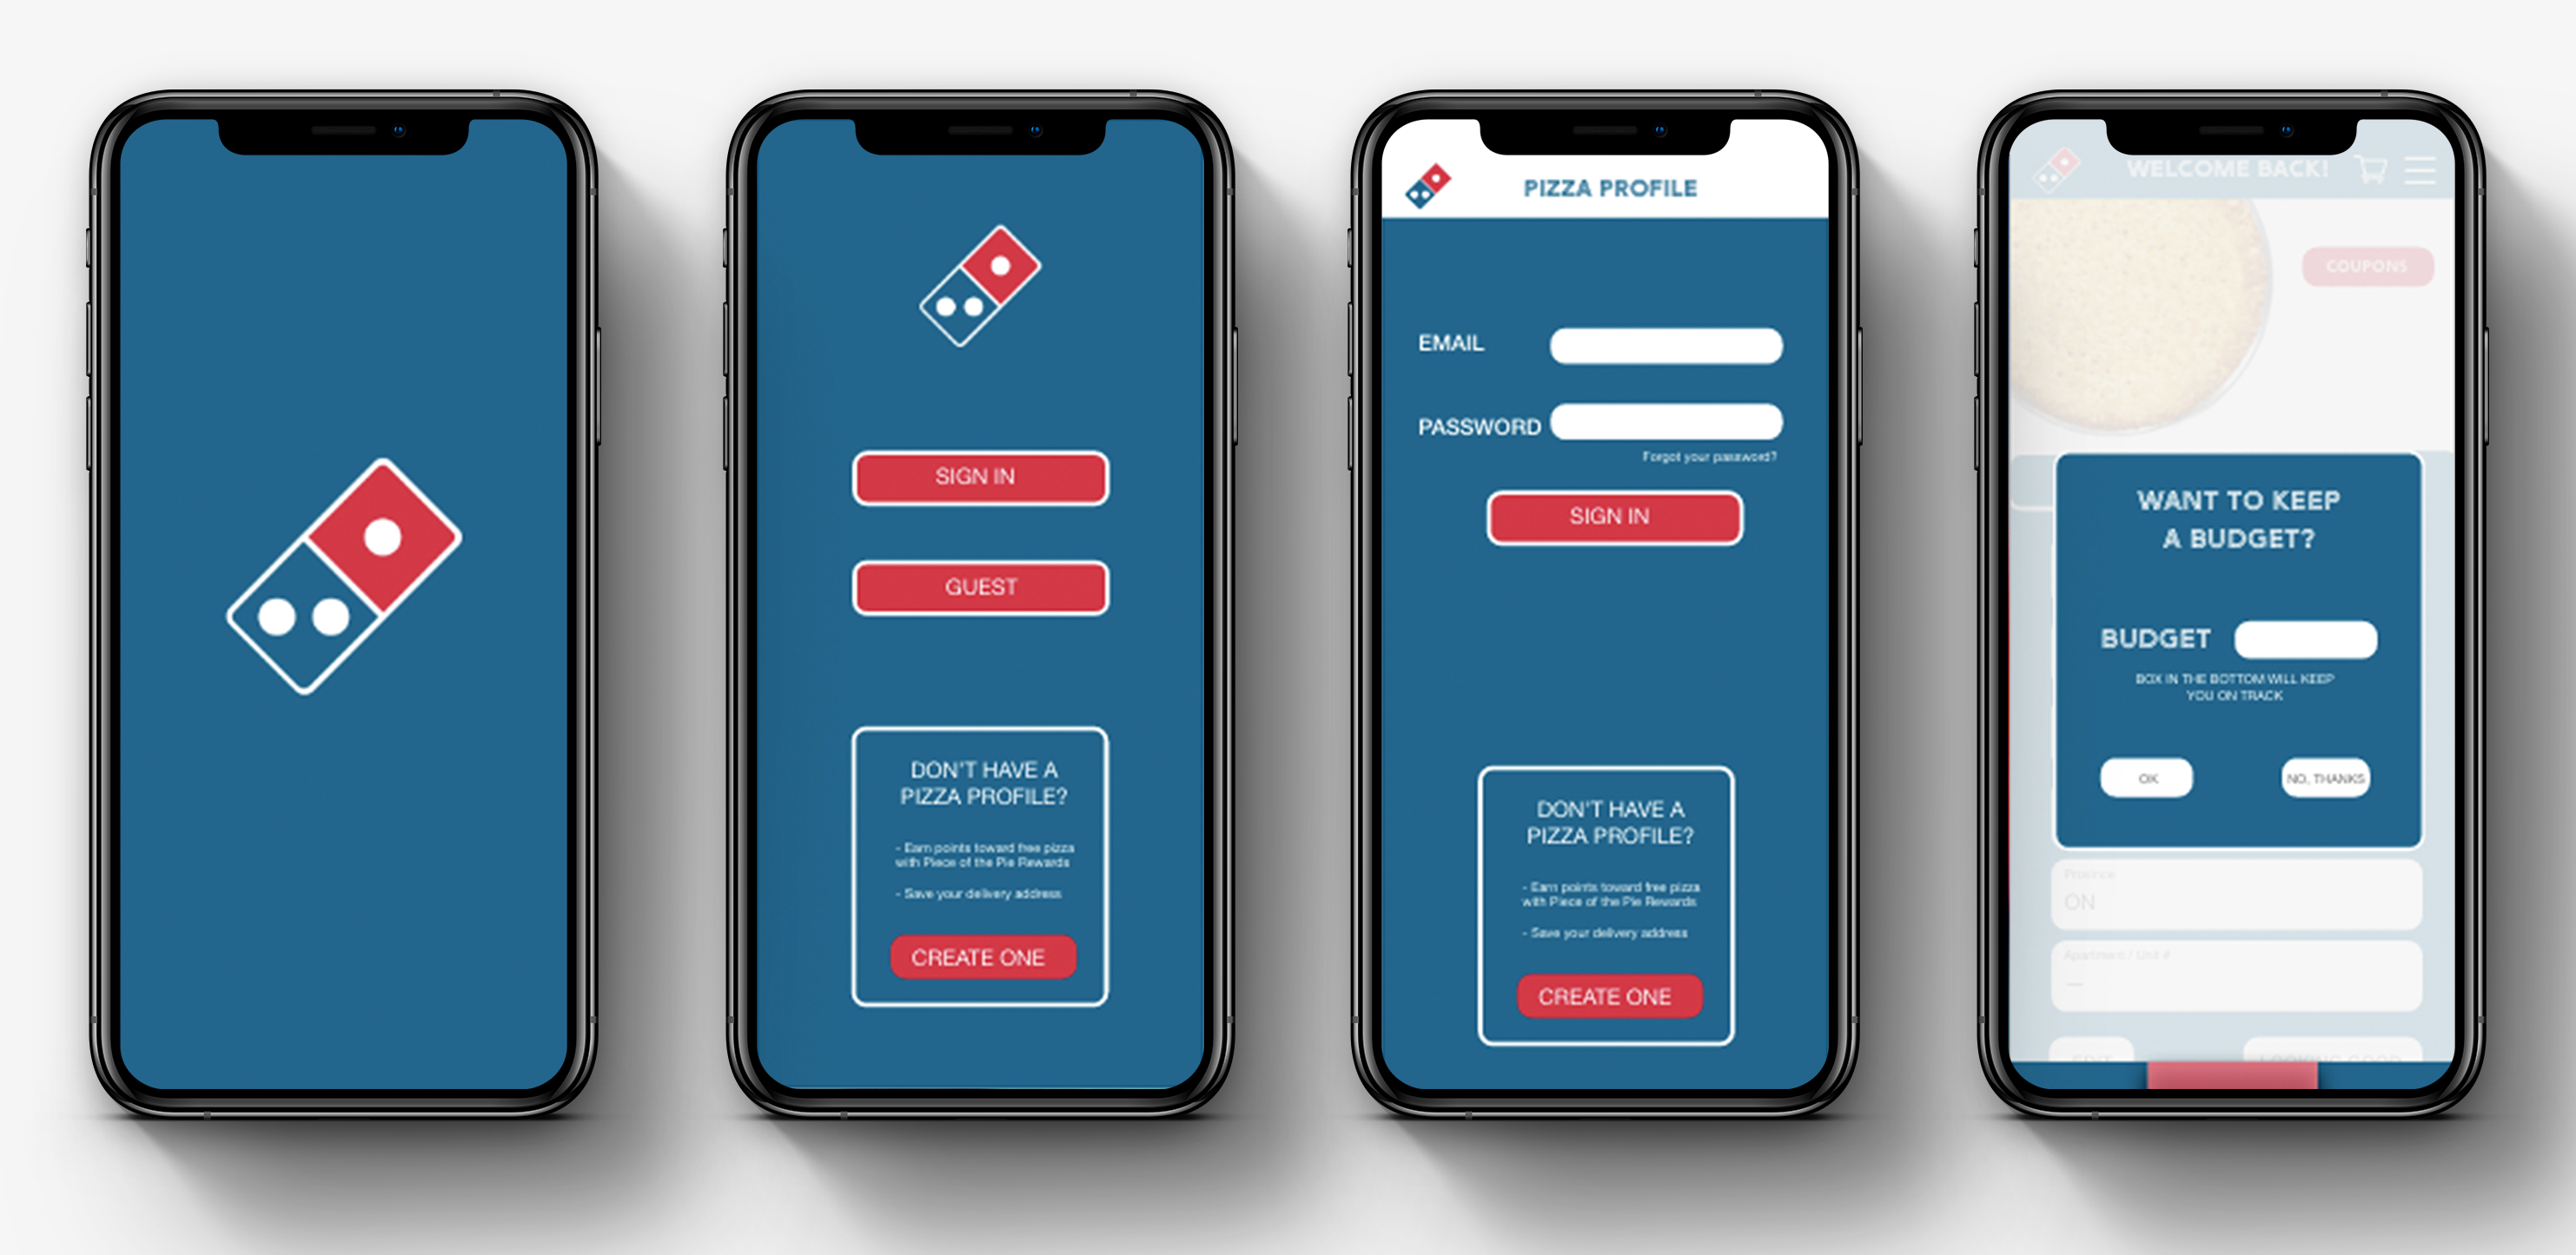 SIGN IN
GUEST
DON'T HAVE A
PIZZA PROFILE?
- Earn points toward free pizza
with Piece of the Pie Rewards
- Save your delivery address
CREATE ONE
PIZZA PROFILE
EMAIL
PASSWORD
Forgot your password?
SIGN IN
DON'T HAVE A
PIZZA PROFILE?
- Earn points toward free pizza
with Piece of the Pie Rewards
- Save your delivery address
CREATE ONE
WELCOME BACK!
COUPONS
WANT TO KEEP
A BUDGET?
BUDGET
BOX IN THE BOTTOM WILL KEEP
YOU ON TRACK
OK
NO, THANKS
Province
ON
Apartment / Unit #
—
EDIT
LOOKING GOOD